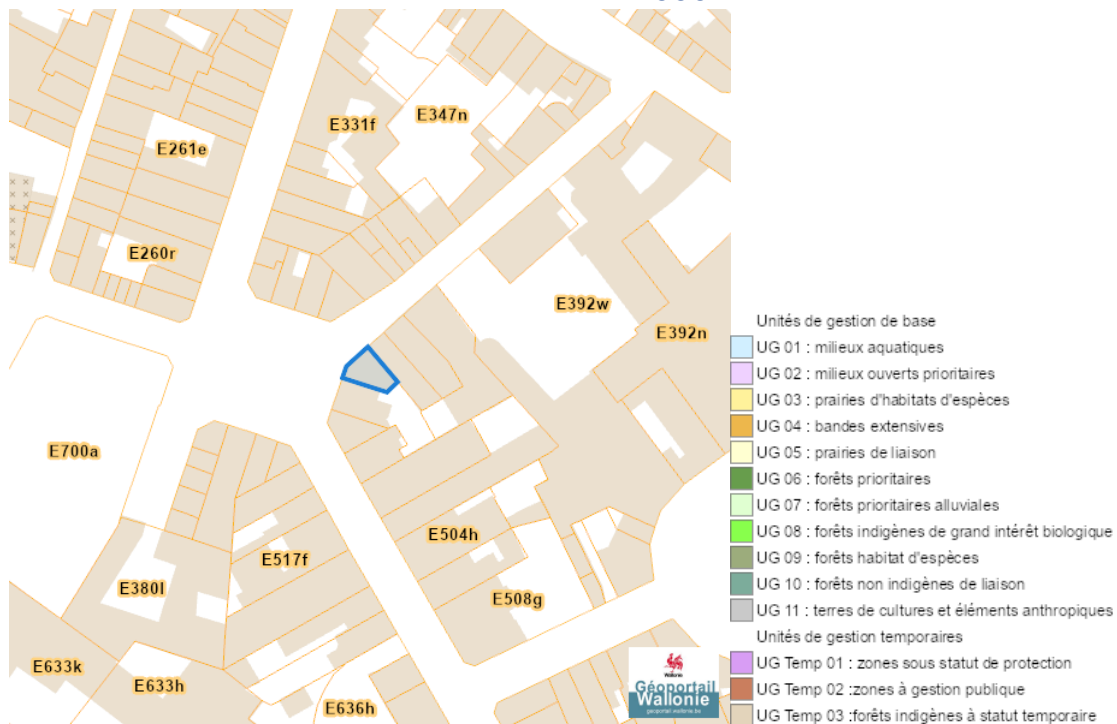 E347n
E331f
E261e
E260r
E392w
E392n
E700a
E504h
E517f
E380l
E508g
E633k
E633h
E636h
Wallonie
Géoportail
Wallonie
geoportail.wallonie.be
Unités de gestion de base
UG 01 : milieux aquatiques
UG 02 : milieux ouverts prioritaires
UG 03 : prairies d'habitats d'espèces
UG 04 : bandes extensives
UG 05 : prairies de liaison
UG 06 : forêts prioritaires
UG 07 : forêts prioritaires alluviales
UG 08 : forêts indigènes de grand intérêt biologique
UG 09 : forêts habitat d'espèces
UG 10 : forêts non indigènes de liaison
UG 11 : terres de cultures et éléments anthropiques
Unités de gestion temporaires
UG Temp 01 : zones sous statut de protection
UG Temp 02 :zones à gestion publique
UG Temp 03 :forêts indigènes à statut temporaire